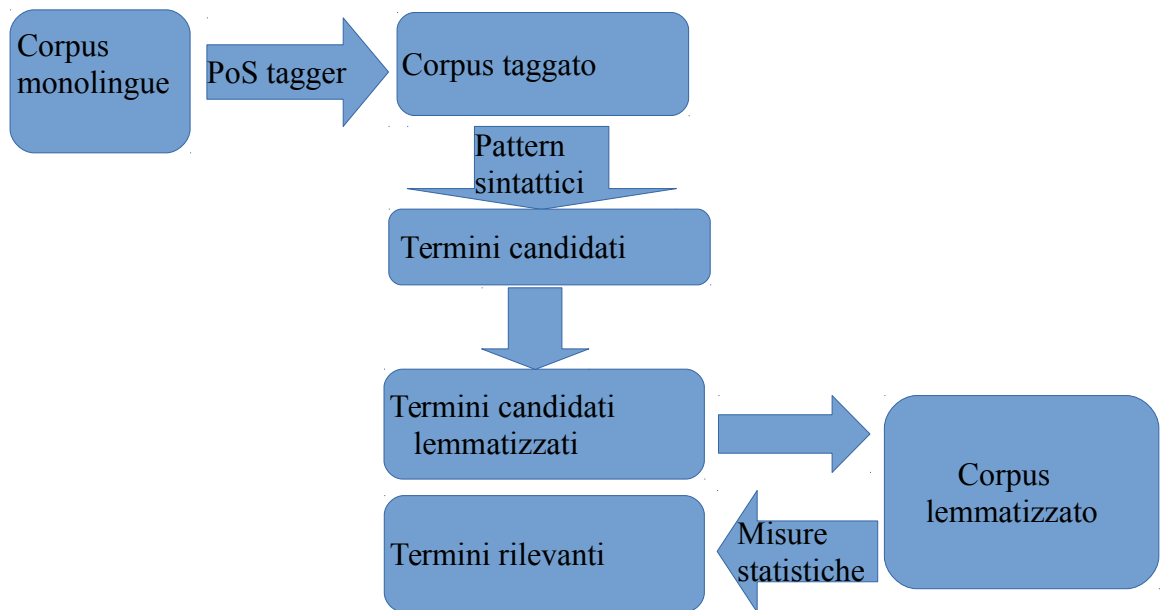 Corpus
monolingue
PoS tagger
Corpus taggato
Pattern
sintattici
Termini candidati
Termini candidati
lemmatizzati
Corpus
lemmatizzato
Misure
statistiche
Termini rilevanti